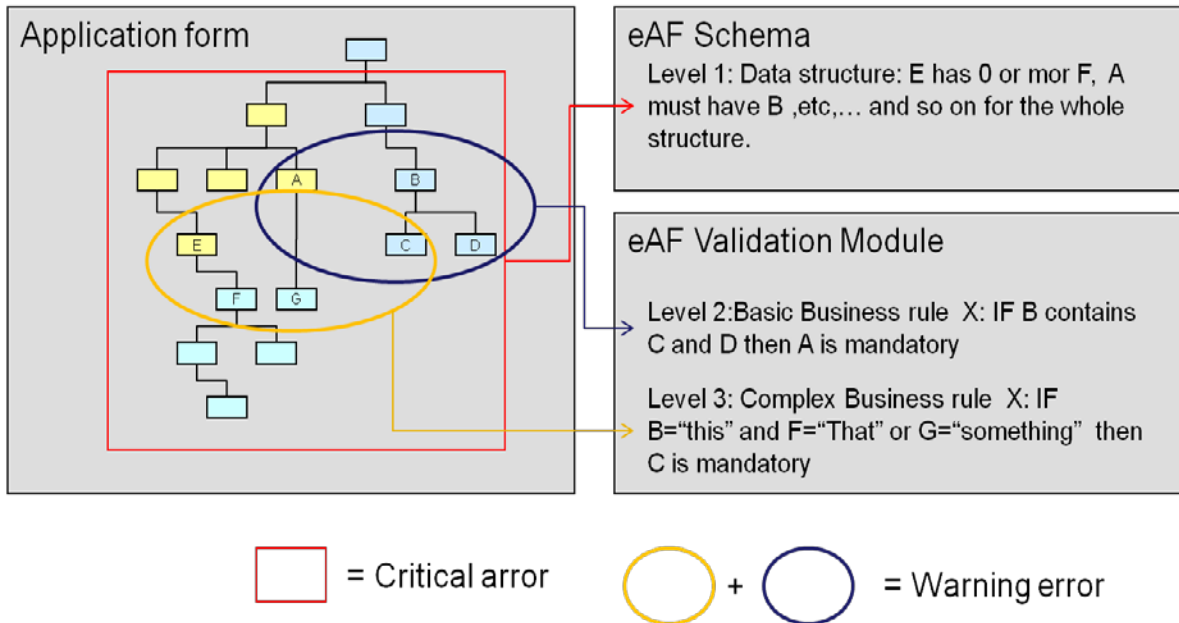 Application form
A
B
E
C
D
F
G
eAF Schema
Level 1: Data structure: E has 0 or mor F, A
must have B ,etc,... and so on for the whole
structure.
eAF Validation Module
Level 2:Basic Business rule X: IF B contains
C and D then A is mandatory
Level 3: Complex Business rule X: IF
B=“this” and F=“That” or G=“something” then
C is mandatory
= Critical arror
+
= Warning error